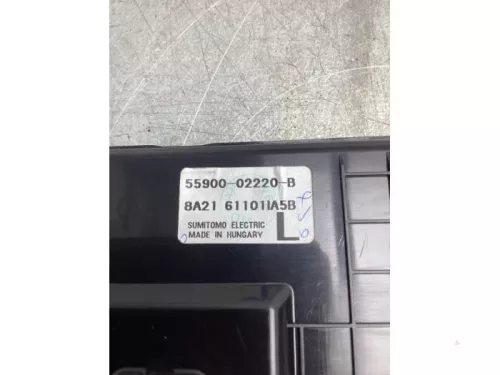 55900-02220-B
8A21 61101IA5B
SUMITOMO ELECTRIC
MADE IN HUNGARY
L